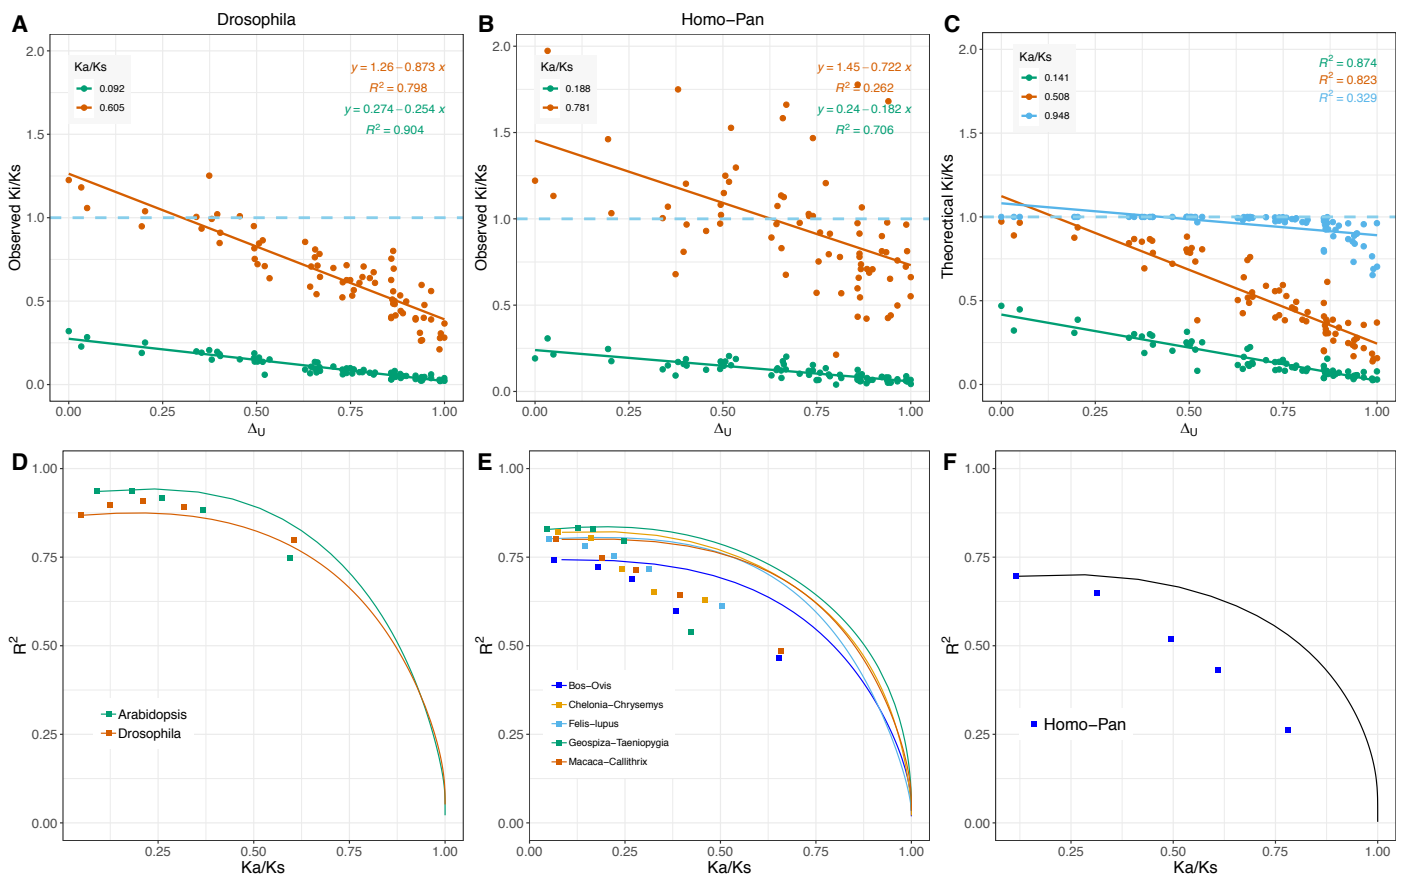 A
Drosophila
Observed Ki/Ks
2.0
1.5
1.0
0.5
0.0
Ka/Ks
0.092
0.605
y = 1.26 − 0.873 x
R² = 0.798
y = 0.274 − 0.254 x
R² = 0.904
0.00
0.25
0.50
0.75
1.00
ΔU
B
Homo−Pan
Observed Ki/Ks
2.0
1.5
1.0
0.5
0.0
Ka/Ks
0.188
0.781
y = 1.45 − 0.722 x
R² = 0.262
y = 0.24 − 0.182 x
R² = 0.706
0.00
0.25
0.50
0.75
1.00
ΔU
C
Theorectical Ki/Ks
2.0
1.5
1.0
0.5
0.0
Ka/Ks
0.141
0.508
0.948
R² = 0.874
R² = 0.823
R² = 0.329
0.00
0.25
0.50
0.75
1.00
ΔU
D
R²
1.00
0.75
0.50
0.25
0.00
Arabidopsis
Drosophila
0.25
0.50
0.75
1.00
Ka/Ks
E
R²
1.00
0.75
0.50
0.25
0.00
Bos−Ovis
Chelonia−Chrysemys
Felis−lupus
Geospiza−Taeniopygia
Macaca−Callithrix
0.00
0.25
0.50
0.75
1.00
Ka/Ks
F
R²
1.00
0.75
0.50
0.25
0.00
Homo−Pan
0.25
0.50
0.75
1.00
Ka/Ks